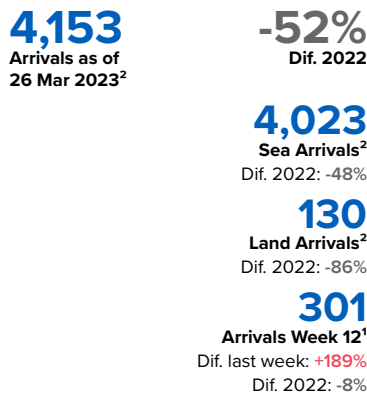 4,153
Arrivals as of
26 Mar 2023²
-52%
Dif. 2022
4,023
Sea Arrivals²
Dif. 2022: -48%
130
Land Arrivals²
Dif. 2022: -86%
301
Arrivals Week 12¹
Dif. last week: +189%
Dif. 2022: -8%